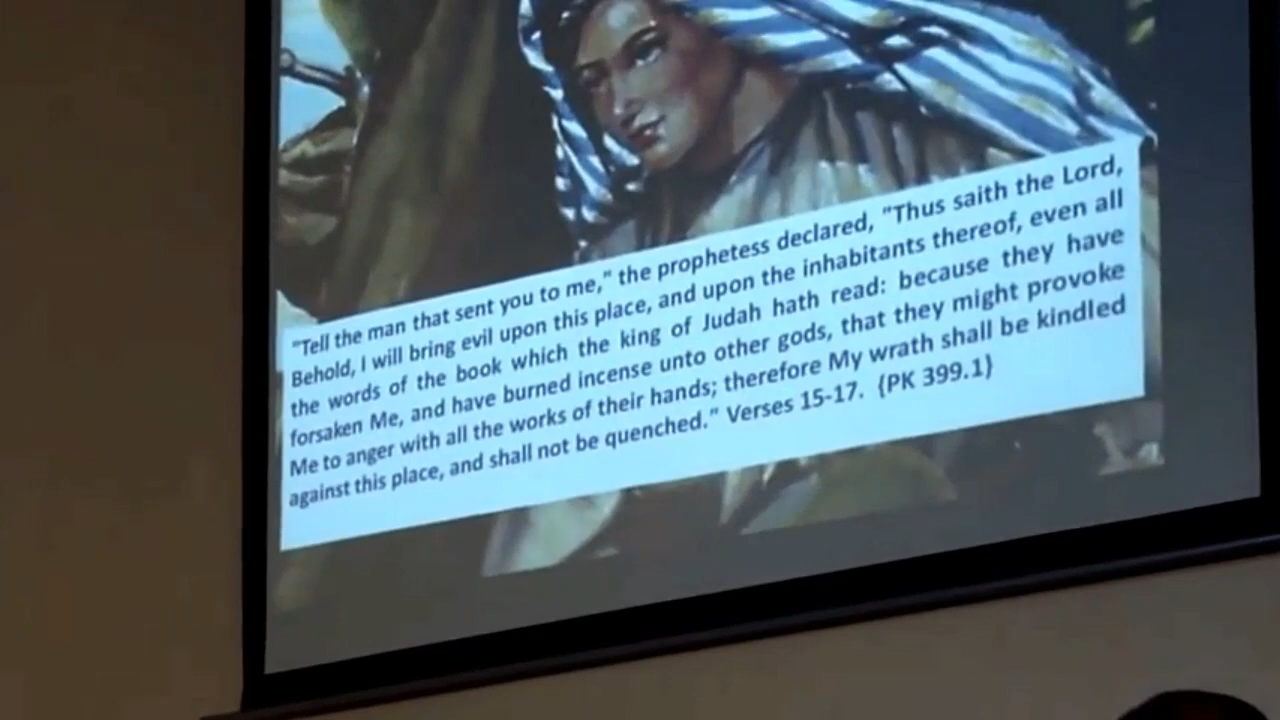 "Tell the man that sent you to me," the prophetess declared, "Thus saith the Lord,
Behold, I will bring evil upon this place, and upon the inhabitants thereof, even all
the words of the book which the king of Judah hath read: because they have
forsaken Me, and have burned incense unto other gods, that they might provoke
Me to anger with all the works of their hands; therefore My wrath shall be kindled
against this place, and shall not be quenched." Verses 15-17. {PK 399.1}